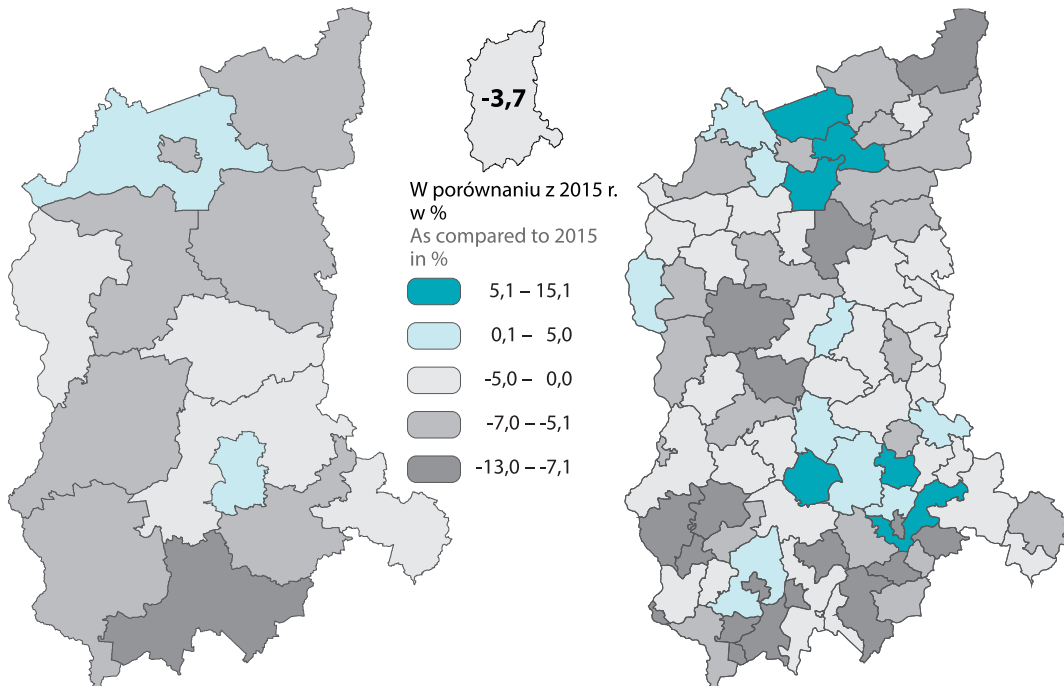 -3,7
W porównaniu z 2015 r.
w %
As compared to 2015
in %
5,1 – 15,1
0,1 – 5,0
-5,0 – 0,0
-7,0 – -5,1
-13,0 – -7,1